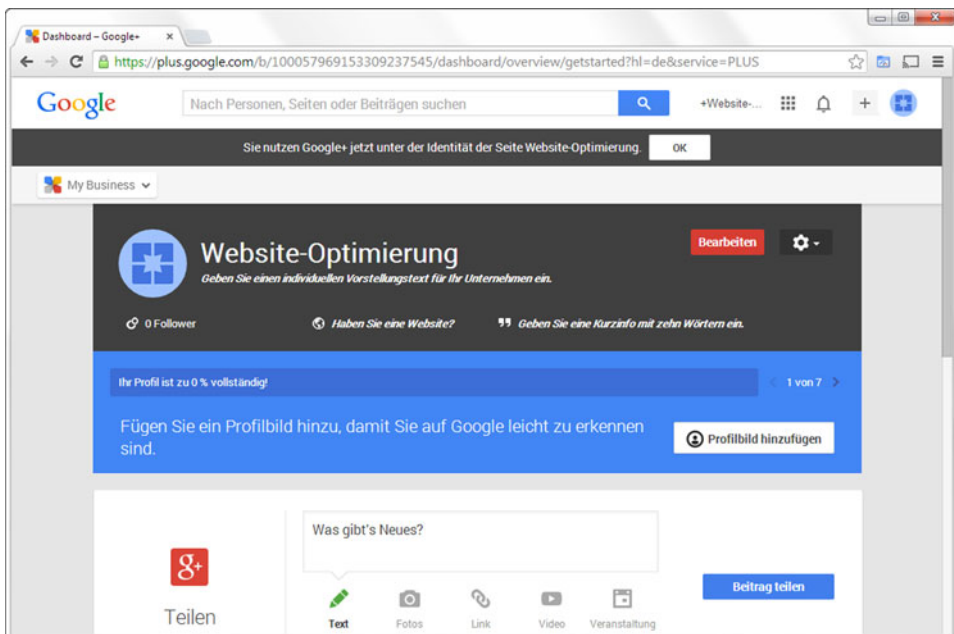 Dashboard – Google+
https://plus.google.com/b/100057969153309237545/dashboard/overview/getstarted?hl=de&service=PLUS
Google
Nach Personen, Seiten oder Beiträgen suchen
+Website-...
Sie nutzen Google+ jetzt unter der Identität der Seite Website-Optimierung.
OK
My Business
Website-Optimierung
Bearbeiten
Geben Sie einen individuellen Vorstellungstext für Ihr Unternehmen ein.
0 Follower
Haben Sie eine Website?
Geben Sie eine Kurzinfo mit zehn Wörtern ein.
Ihr Profil ist zu 0 % vollständig!
1 von 7
Fügen Sie ein Profilbild hinzu, damit Sie auf Google leicht zu erkennen
sind.
Profilbild hinzufügen
Was gibt's Neues?
g+
Teilen
Text
Fotos
Link
Video
Veranstaltung
Beitrag teilen